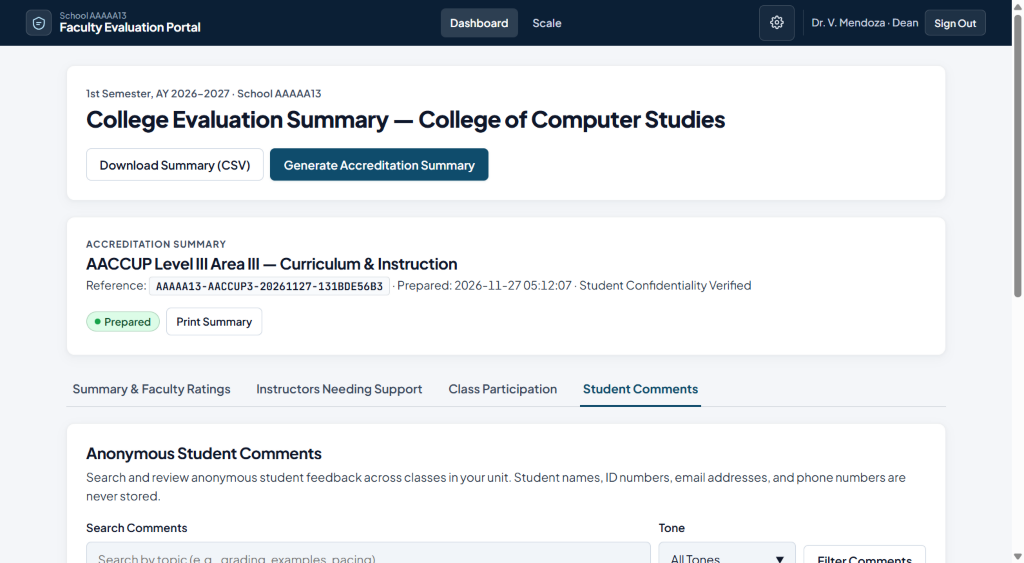 School AAAAA13
Faculty Evaluation Portal
Dashboard
Scale
Dr. V. Mendoza · Dean
Sign Out
1st Semester, AY 2026–2027 · School AAAAA13
College Evaluation Summary — College of Computer Studies
Download Summary (CSV)
Generate Accreditation Summary
ACCREDITATION SUMMARY
AACCUP Level III Area III — Curriculum & Instruction
Reference: AAAAA13-AACCUP3-20261127-131BDE56B3 · Prepared: 2026-11-27 05:12:07 · Student Confidentiality Verified
Prepared
Print Summary
Summary & Faculty Ratings
Instructors Needing Support
Class Participation
Student Comments
Anonymous Student Comments
Search and review anonymous student feedback across classes in your unit. Student names, ID numbers, email addresses, and phone numbers are
never stored.
Search Comments
Tone
Search by topic (e.g., grading, examples, pacing)
All Tones
Filter Comments